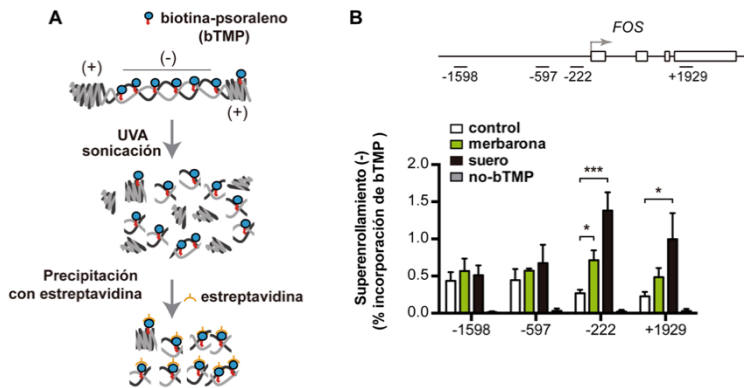 A
biotina-psoraleno
(bTMP)
(-)
(+)
(+)
UVA
sonicación
Precipitación
con estreptavidina
estreptavidina
B
FOS
-1598
-597
-222
+1929
control
merbarona
suero
no-bTMP
Superenrollamiento (-)
(% incorporación de bTMP)
2.0
1.5
1.0
0.5
0.0
***
*
*
-1598
-597
-222
+1929